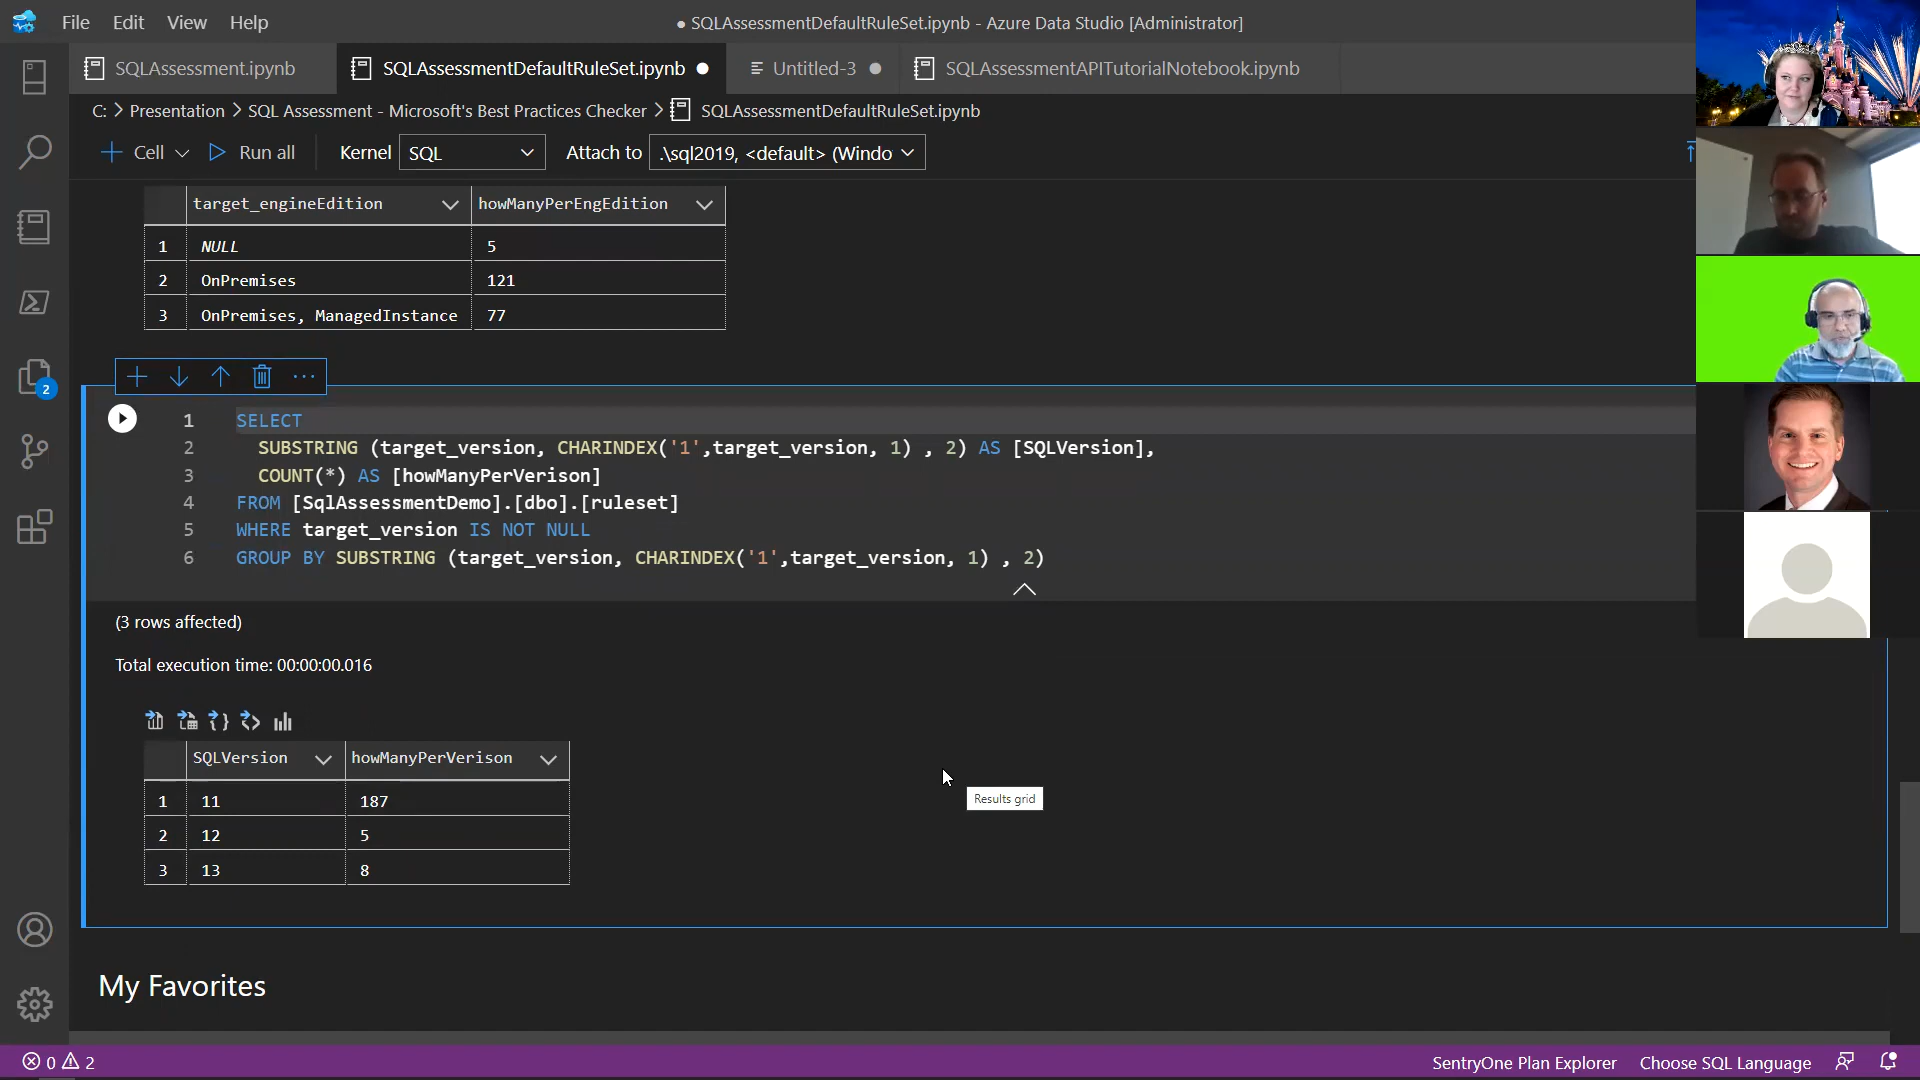 File Edit View Help
● SQLAssessmentDefaultRuleSet.ipynb - Azure Data Studio [Administrator]
SQLAssessment.ipynb
SQLAssessmentDefaultRuleSet.ipynb ●
Untitled-3 ●
SQLAssessmentAPITutorialNotebook.ipynb
C: > Presentation > SQL Assessment - Microsoft's Best Practices Checker > SQLAssessmentDefaultRuleSet.ipynb
Cell Run all Kernel SQL Attach to .\sql2019, <default> (Windo
target_engineEdition howManyPerEngEdition
1 NULL 5
2 OnPremises 121
3 OnPremises, ManagedInstance 77
2
1 SELECT
2 SUBSTRING (target_version, CHARINDEX('1',target_version, 1) , 2) AS [SQLVersion],
3 COUNT(*) AS [howManyPerVerison]
4 FROM [SqlAssessmentDemo].[dbo].[ruleset]
5 WHERE target_version IS NOT NULL
6 GROUP BY SUBSTRING (target_version, CHARINDEX('1',target_version, 1) , 2)
(3 rows affected)
Total execution time: 00:00:00.016
SQLVersion howManyPerVerison
1 11 187
2 12 5
3 13 8
Results grid
My Favorites
0 2
SentryOne Plan Explorer Choose SQL Language